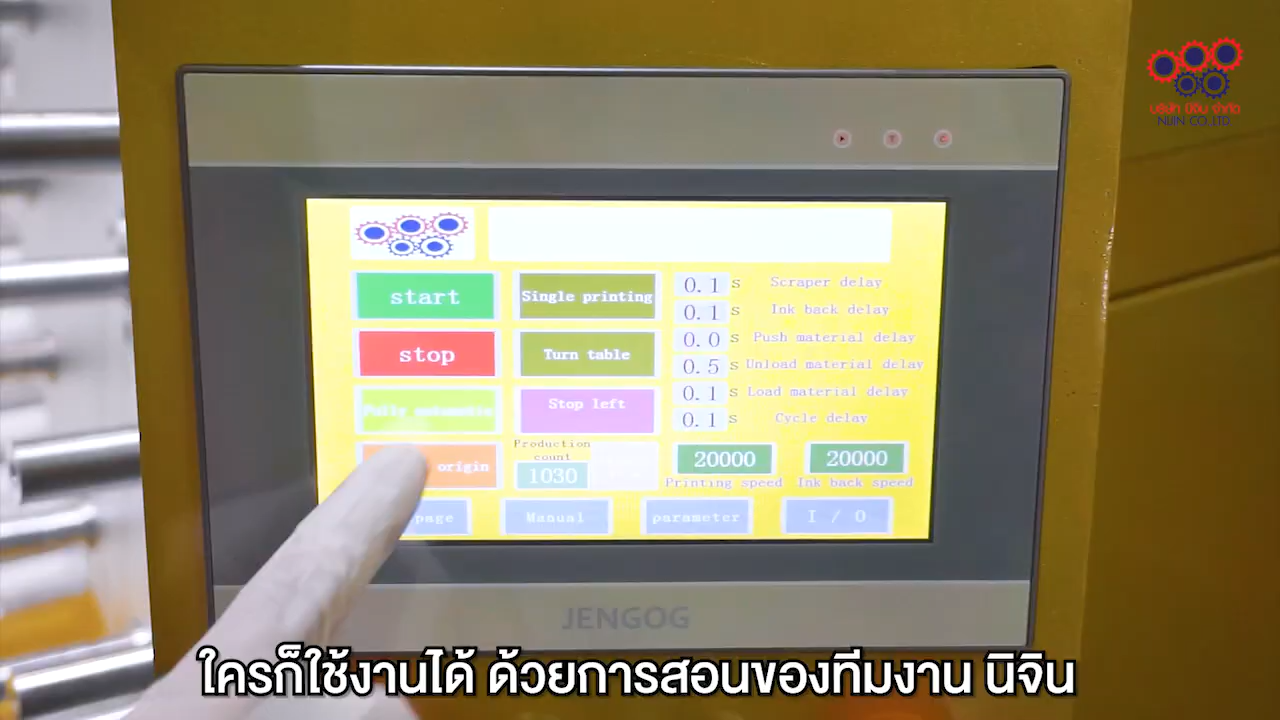 บริษัท นิจิน จำกัด
NIJIN CO.,LTD.
start
Single printing
0.1 s Scraper delay
0.1 s Ink back delay
stop
Turn table
0.0 s Push material delay
0.5 s Unload material delay
Fully automatic
Stop left
0.1 s Load material delay
0.1 s Cycle delay
origin
Production
count
1030
20000
20000
Printing speed
Ink back speed
page
Manual
parameter
I / O
JENGOG
ใครก็ใช้งานได้ ด้วยการสอนของทีมงาน นิจิน